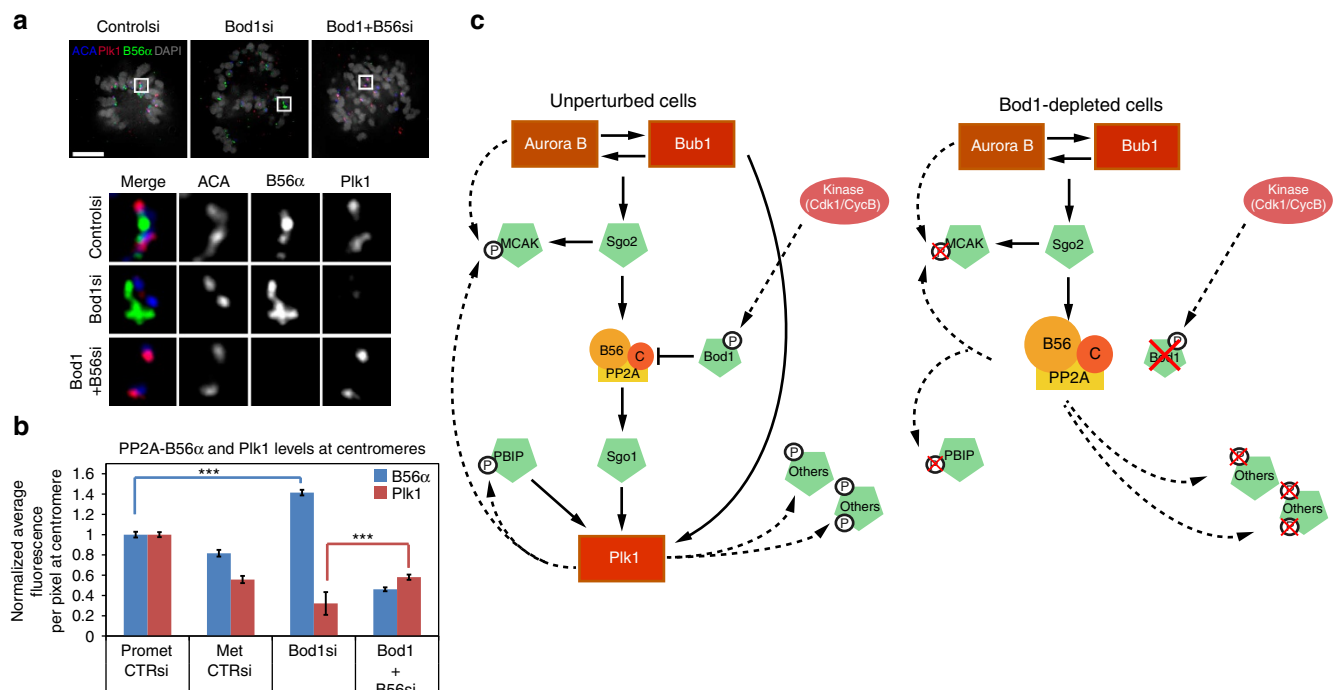 a
Controlsi
Bod1si
Bod1+B56si
ACA Plk1 B56α DAPI
Merge
ACA
B56α
Plk1
Controlsi
Bod1si
Bod1
+B56si
b
PP2A-B56α and Plk1 levels at centromeres
Normalized average
fluorescence
per pixel at centromere
1.6
1.4
1.2
1
0.8
0.6
0.4
0.2
0
***
***
B56α
Plk1
Promet
CTRsi
Met
CTRsi
Bod1si
Bod1
+
B56si
c
Unperturbed cells
Aurora B
Bub1
Kinase
(Cdk1/CycB)
P
MCAK
Sgo2
B56
C
PP2A
P
Bod1
P
PBIP
Sgo1
P
Others
P
Others
P
Plk1
Bod1-depleted cells
Aurora B
Bub1
Kinase
(Cdk1/CycB)
P
MCAK
Sgo2
B56
C
PP2A
P
Bod1
P
PBIP
P
Others
P
Others
P